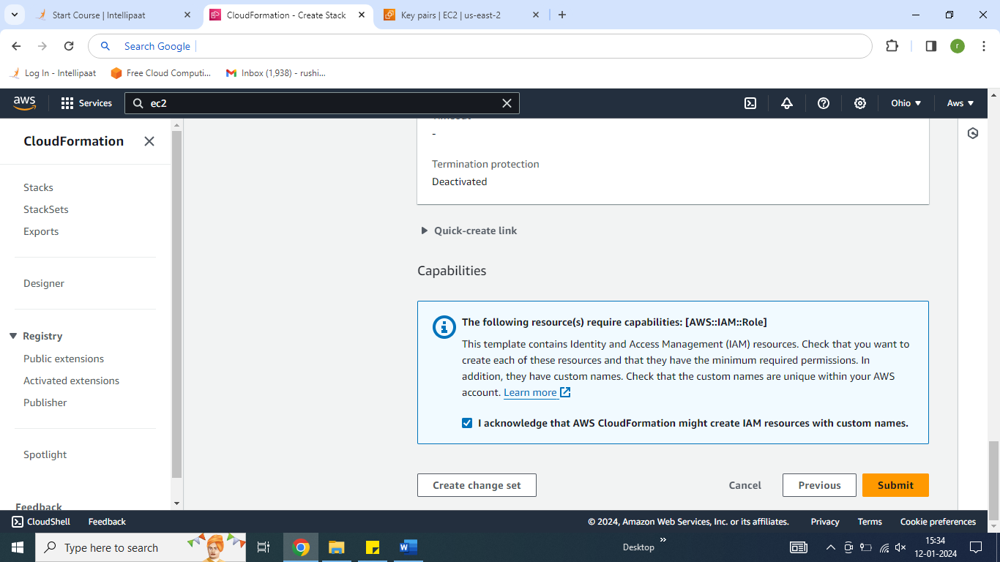 Start Course | Intellipaat
CloudFormation - Create Stack
Key pairs | EC2 | us-east-2
Search Google
r
Log In - Intellipaat
Free Cloud Computi...
Inbox (1,938) - rushi...
aws
Services
ec2
Ohio
Aws
CloudFormation
Stacks
StackSets
Exports
Designer
Registry
Public extensions
Activated extensions
Publisher
Spotlight
Feedback
Timeout
-
Termination protection
Deactivated
Quick-create link
Capabilities
The following resource(s) require capabilities: [AWS::IAM::Role]
This template contains Identity and Access Management (IAM) resources. Check that you want to
create each of these resources and that they have the minimum required permissions. In
addition, they have custom names. Check that the custom names are unique within your AWS
account. Learn more
I acknowledge that AWS CloudFormation might create IAM resources with custom names.
Create change set
Cancel
Previous
Submit
CloudShell
Feedback
© 2024, Amazon Web Services, Inc. or its affiliates.
Privacy
Terms
Cookie preferences
Type here to search
Desktop
15:34
12-01-2024